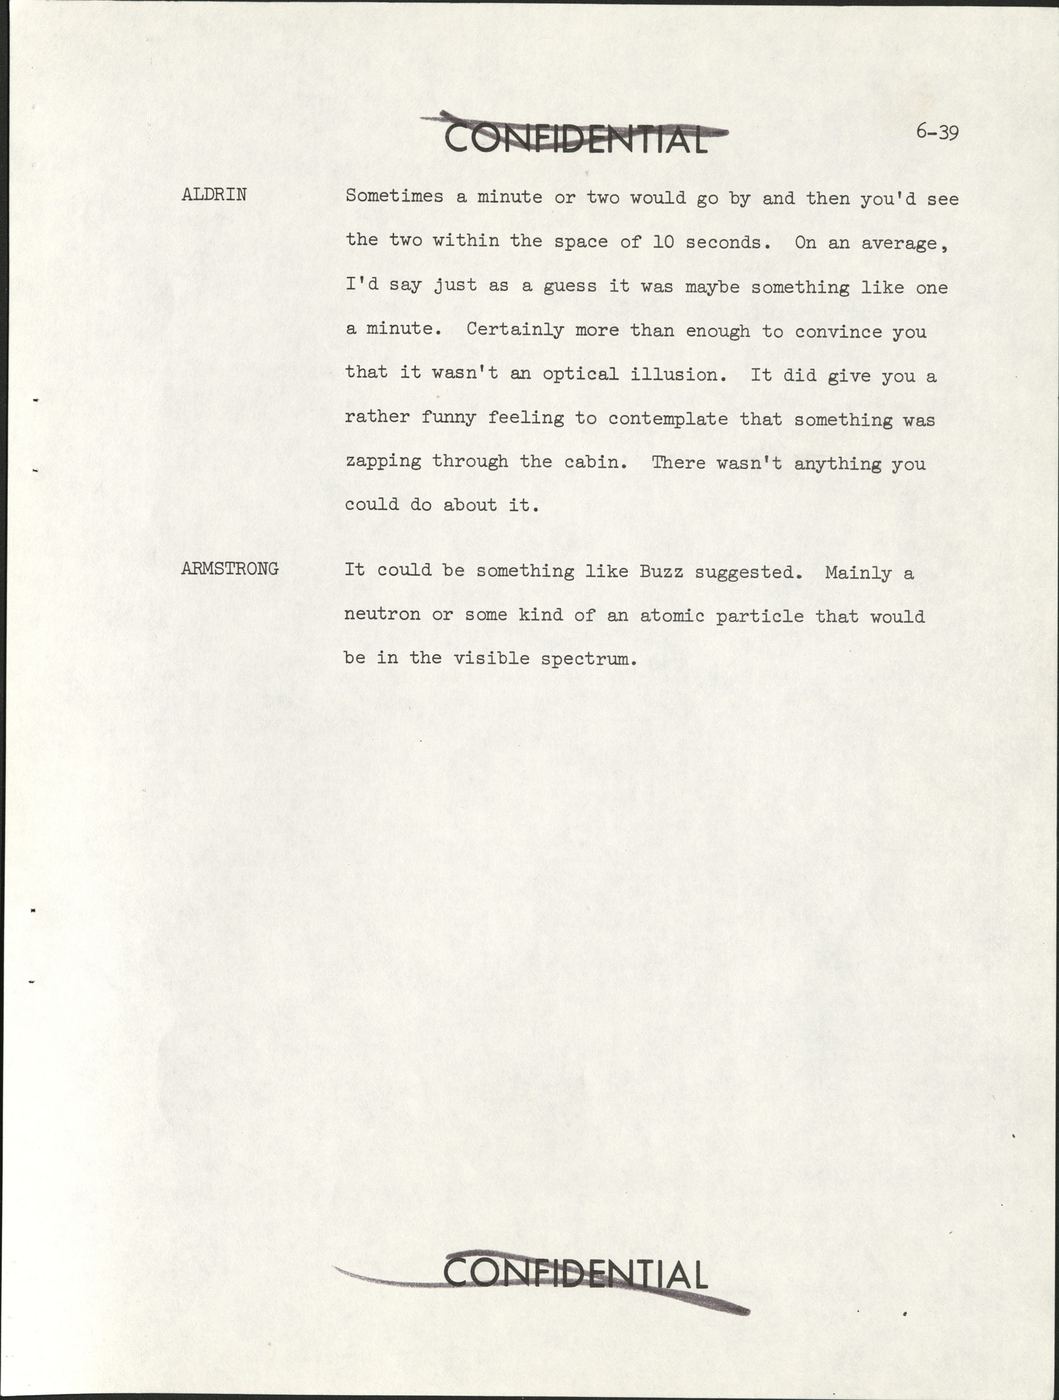 CONFIDENTIAL
6-39
ALDRIN Sometimes a minute or two would go by and then you'd see
the two within the space of 10 seconds. On an average,
I'd say just as a guess it was maybe something like one
a minute. Certainly more than enough to convince you
that it wasn't an optical illusion. It did give you a
rather funny feeling to contemplate that something was
zapping through the cabin. There wasn't anything you
could do about it.
ARMSTRONG It could be something like Buzz suggested. Mainly a
neutron or some kind of an atomic particle that would
be in the visible spectrum.
CONFIDENTIAL